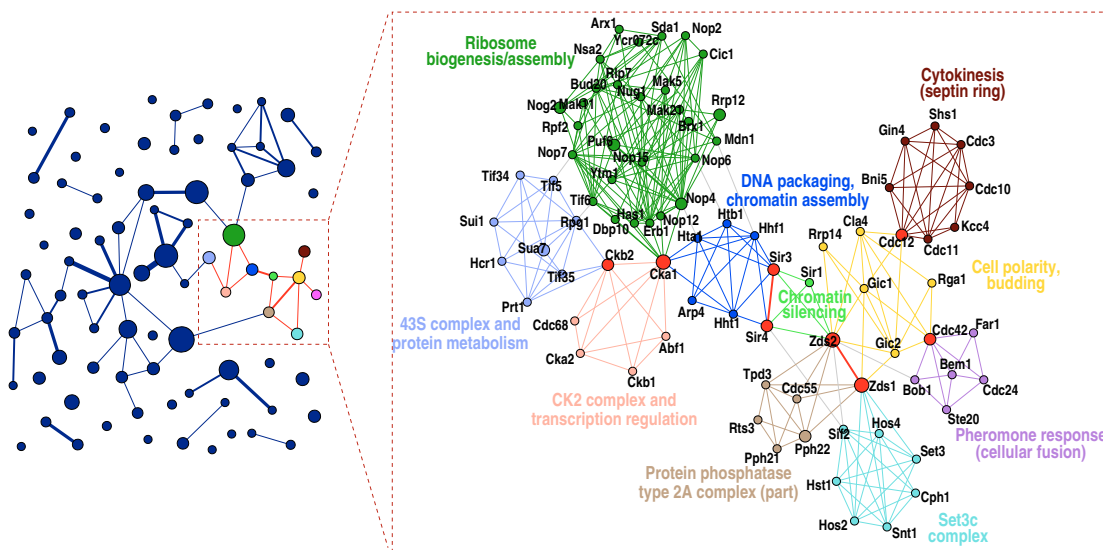 Arx1
Sda1
Nop2
Ycr072c
Ribosome
biogenesis/assembly
Nsa2
Cic1
Cytokinesis
(septin ring)
Rlp7
Bud20
Mak5
Nug1
Nog2
Mak11
Mak21
Rrp12
Shs1
Rpf2
Brx1
Gin4
Cdc3
Puf6
Mdn1
Nop7
Nop15
Nop6
Tif34
Tif5
Ytm1
DNA packaging,
chromatin assembly
Bni5
Cdc10
Tif6
Nop4
Sui1
Rpg1
Has1
Nop12
Htb1
Cla4
Kcc4
Dbp10
Erb1
Hta1
Hhf1
Rrp14
Cdc12
Cdc11
Sua7
Hcr1
Ckb2
Cka1
Sir3
Sir1
Cell polarity,
budding
Tif35
Gic1
Rga1
Prt1
Chromatin
silencing
Arp4
Hht1
43S complex and
protein metabolism
Cdc68
Sir4
Zds2
Cdc42
Far1
Abf1
Gic2
Cka2
Bem1
Ckb1
Tpd3
Cdc55
Zds1
Bob1
Cdc24
CK2 complex and
transcription regulation
Ste20
Rts3
Sif2
Hos4
Pheromone response
(cellular fusion)
Pph22
Pph21
Set3
Protein phosphatase
type 2A complex (part)
Hst1
Cph1
Hos2
Snt1
Set3c
complex